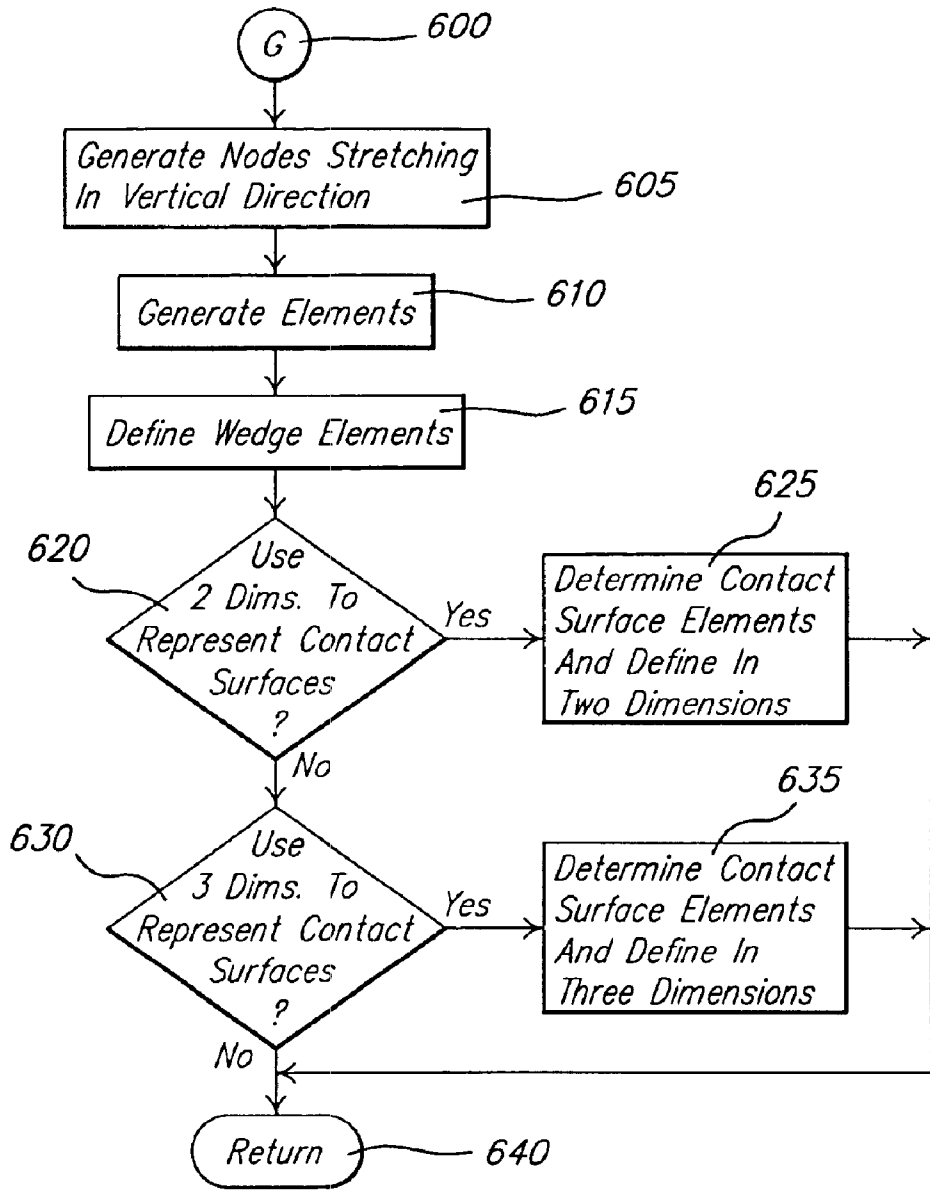 G
600
Generate Nodes Stretching
In Vertical Direction
605
Generate Elements
610
Define Wedge Elements
615
Use
2 Dims. To
Represent Contact
Surfaces
?
620
Yes
Determine Contact
Surface Elements
And Define In
Two Dimensions
625
No
Use
3 Dims. To
Represent Contact
Surfaces
?
630
Yes
Determine Contact
Surface Elements
And Define In
Three Dimensions
635
No
Return
640